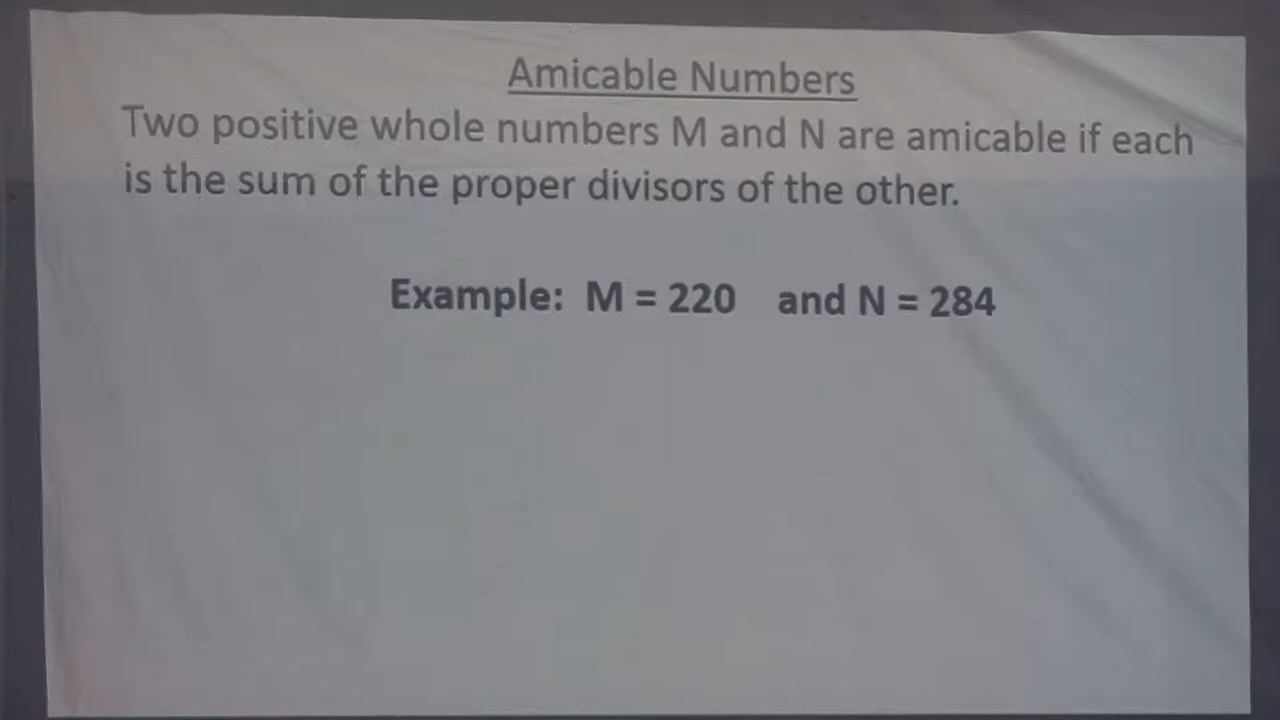 Amicable Numbers
Two positive whole numbers M and N are amicable if each
is the sum of the proper divisors of the other.
Example: M = 220 and N = 284